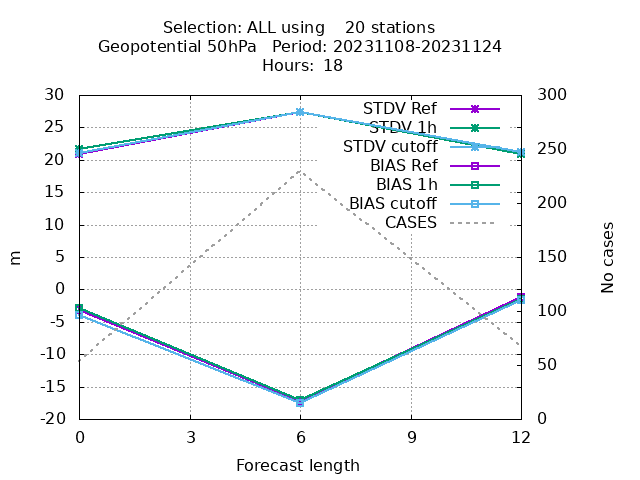 Selection: ALL using    20 stations
Geopotential 50hPa   Period: 20231108-20231124
Hours: 18
30
25
20
15
10
5
0
-5
-10
-15
-20
300
250
200
150
100
50
0
STDV Ref
STDV 1h
STDV cutoff
BIAS Ref
BIAS 1h
BIAS cutoff
CASES
m
No cases
0 3 6 9 12
Forecast length